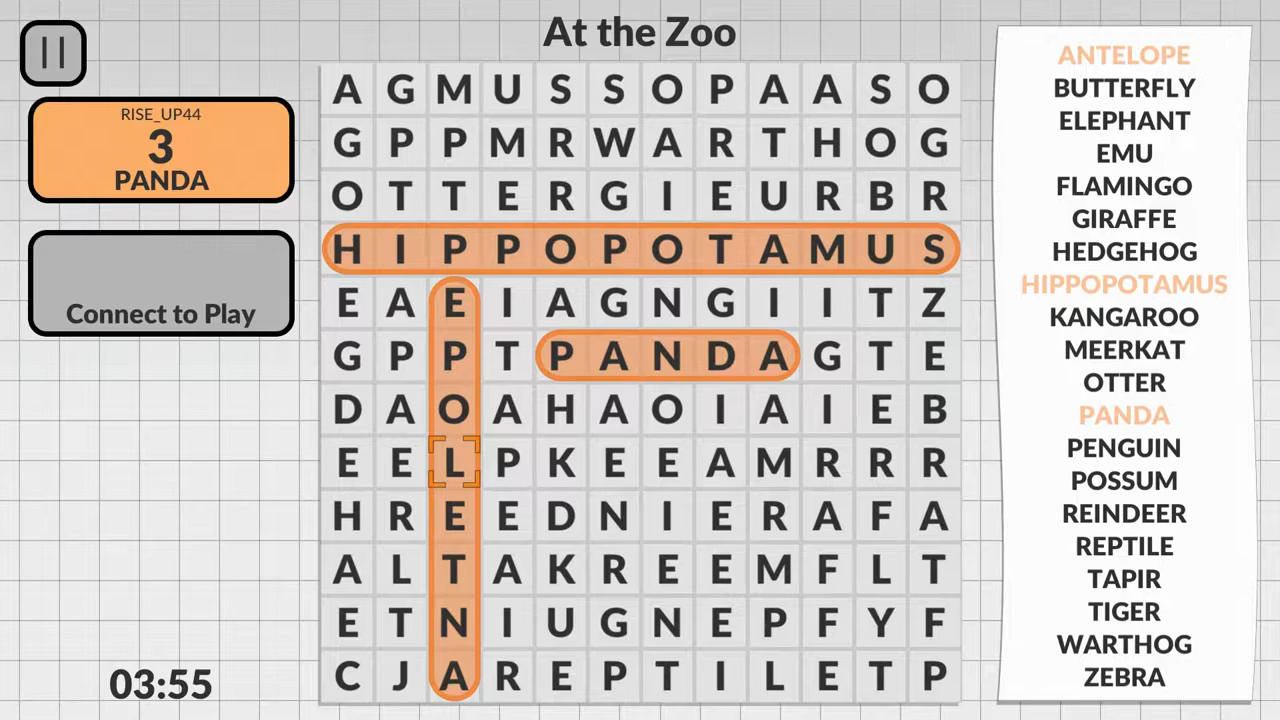 At the Zoo
RISE_UP44
3
PANDA
Connect to Play
03:55
A G M U S S O P A A S O
G P P M R W A R T H O G
O T T E R G I E U R B R
H I P P O P O T A M U S
E A E I A G N G I I T Z
G P P T P A N D A G T E
D A O A H A O I A I E B
E E L P K E E A M R R R
H R E E D N I E R A F A
A L T A K R E E M F L T
E T N I U G N E P F Y F
C J A R E P T I L E T P
ANTELOPE
BUTTERFLY
ELEPHANT
EMU
FLAMINGO
GIRAFFE
HEDGEHOG
HIPPOPOTAMUS
KANGAROO
MEERKAT
OTTER
PANDA
PENGUIN
POSSUM
REINDEER
REPTILE
TAPIR
TIGER
WARTHOG
ZEBRA